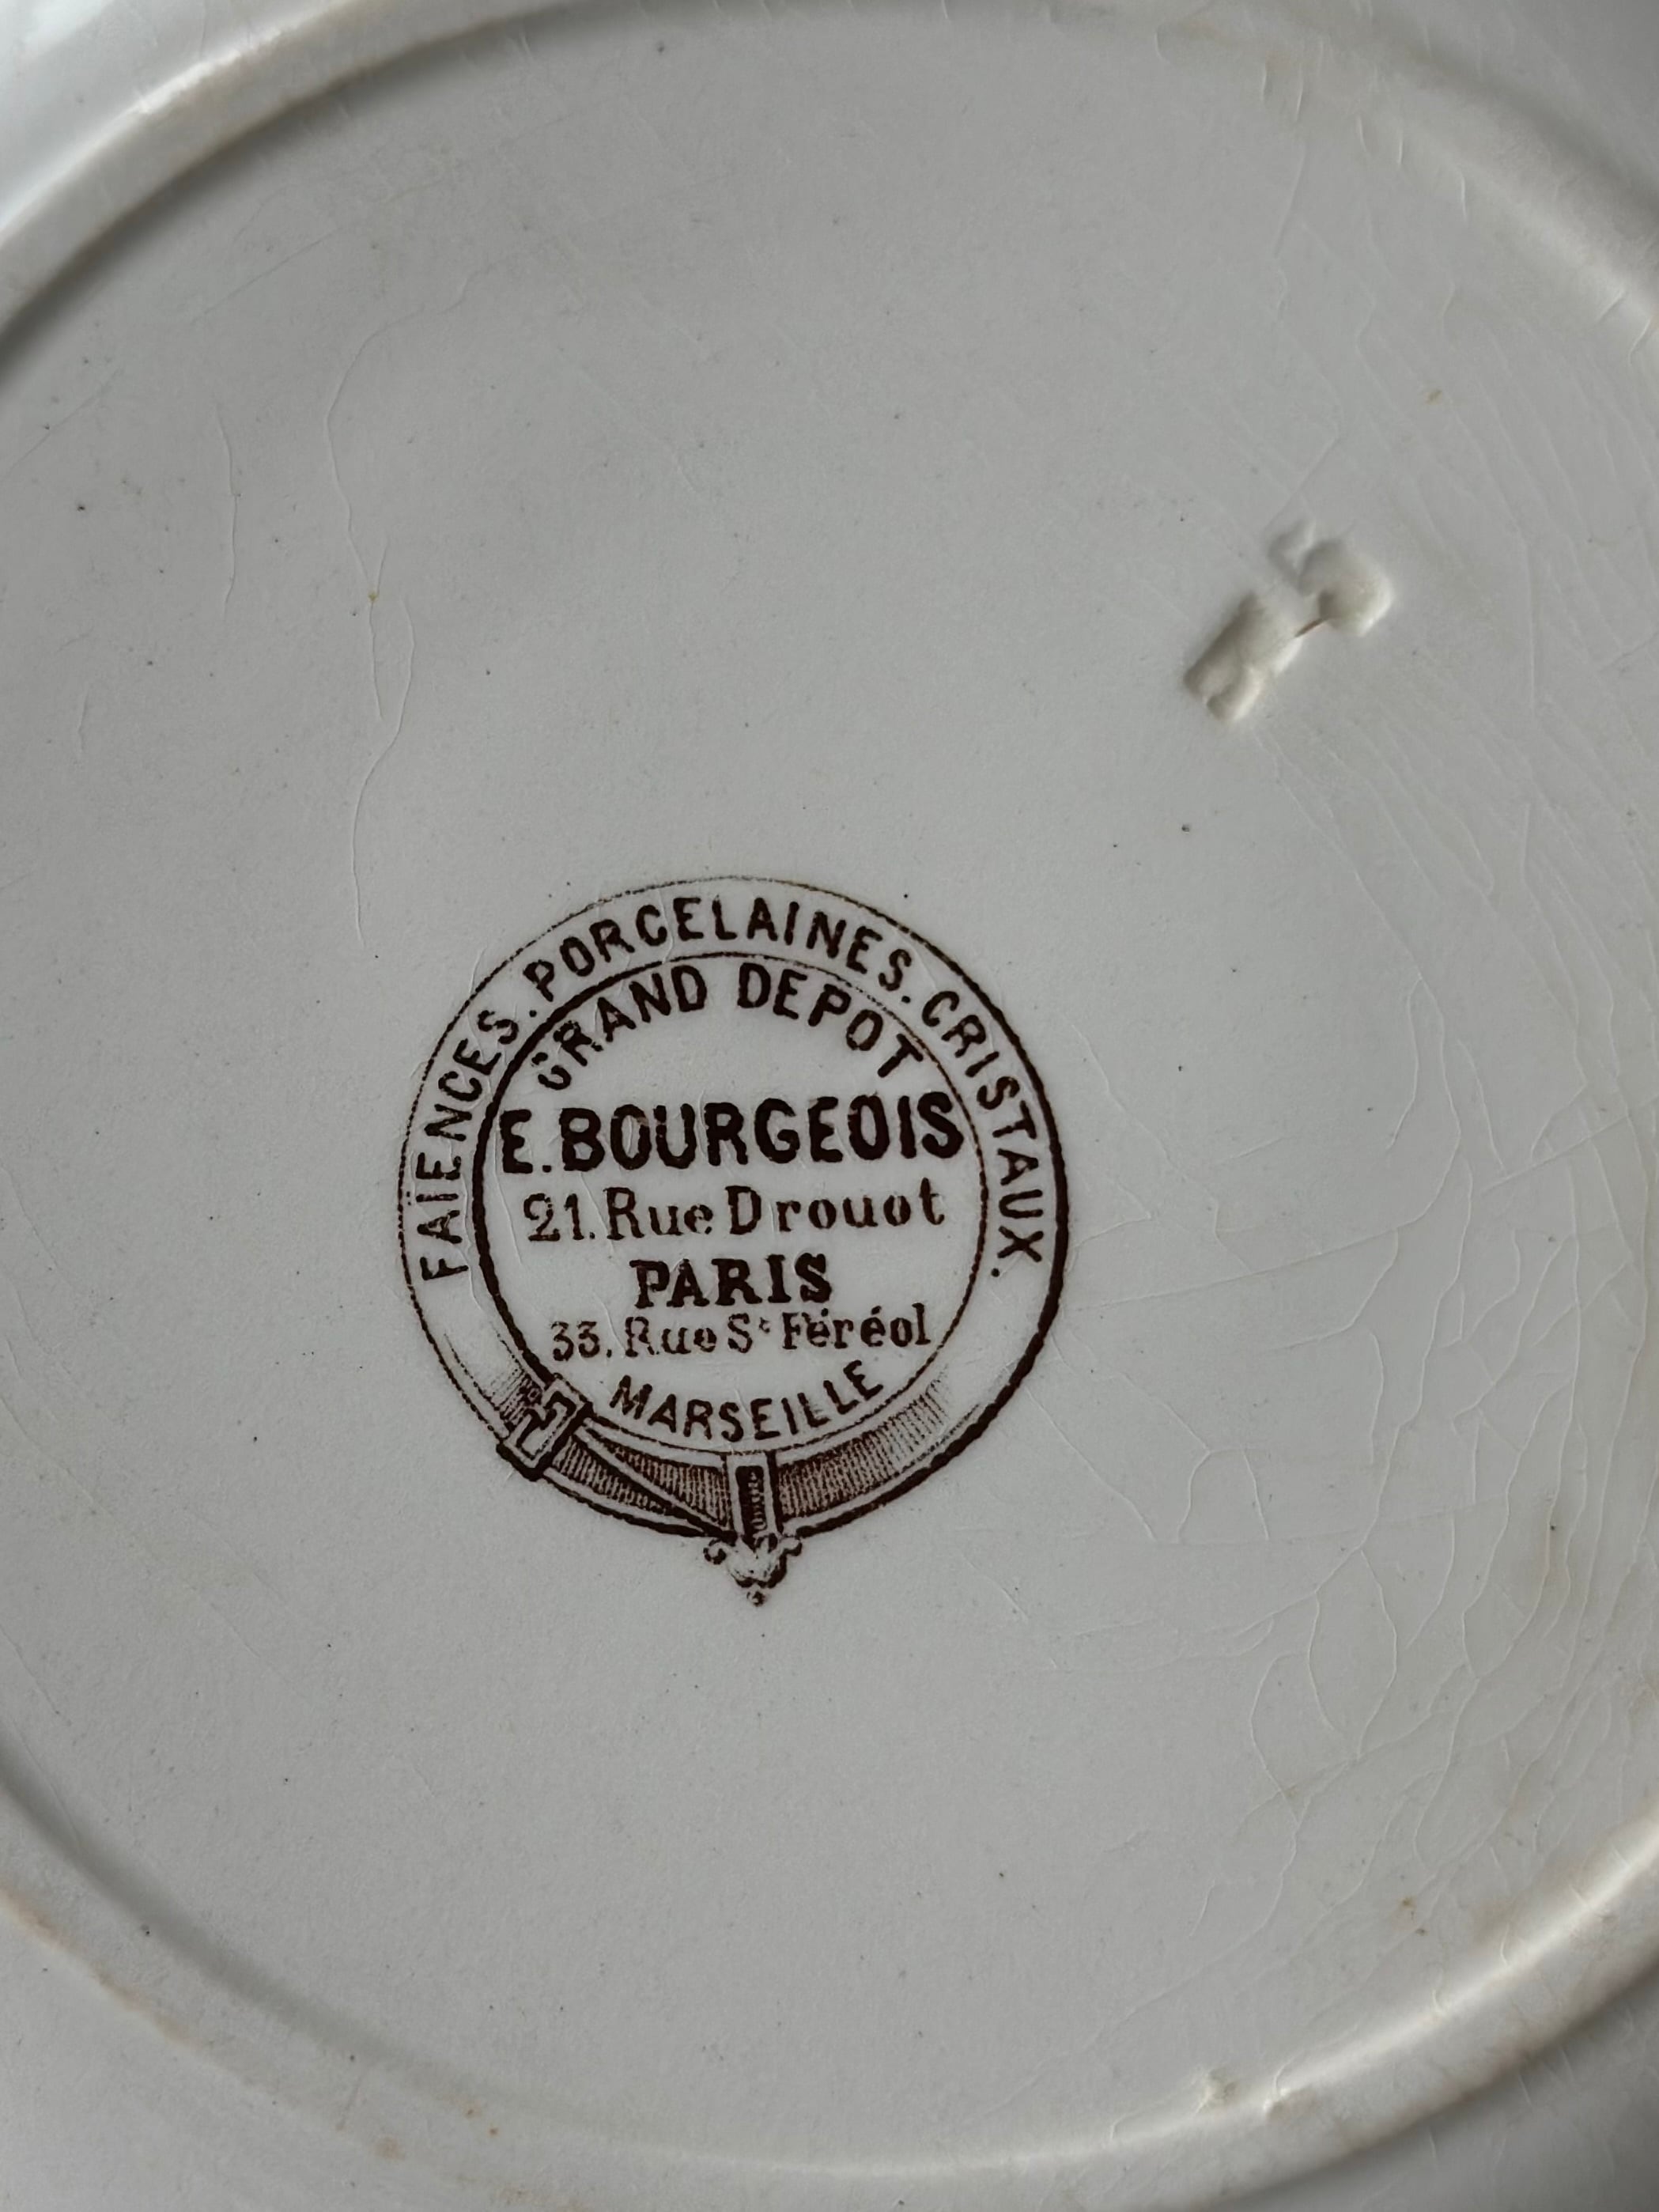 FAÏENCES. PORCELAINES. CRISTAUX.
GRAND DEPOT
E. BOURGEOIS
21. Rue Drouot
PARIS
33. Rue St Féréol
MARSEILLE